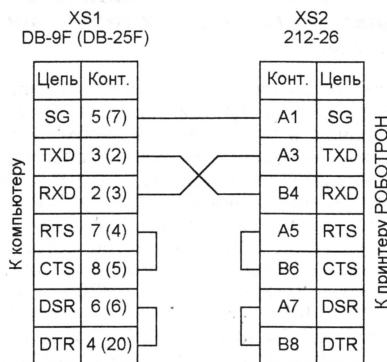 XS1
DB-9F (DB-25F)
XS2
212-26
Цепь Конт.
Конт. Цепь
SG 5 (7)
A1 SG
TXD 3 (2)
A3 TXD
RXD 2 (3)
B4 RXD
RTS 7 (4)
A5 RTS
CTS 8 (5)
B6 CTS
DSR 6 (6)
A7 DSR
DTR 4 (20)
B8 DTR
К компьютеру
К принтеру РОБОТРОН